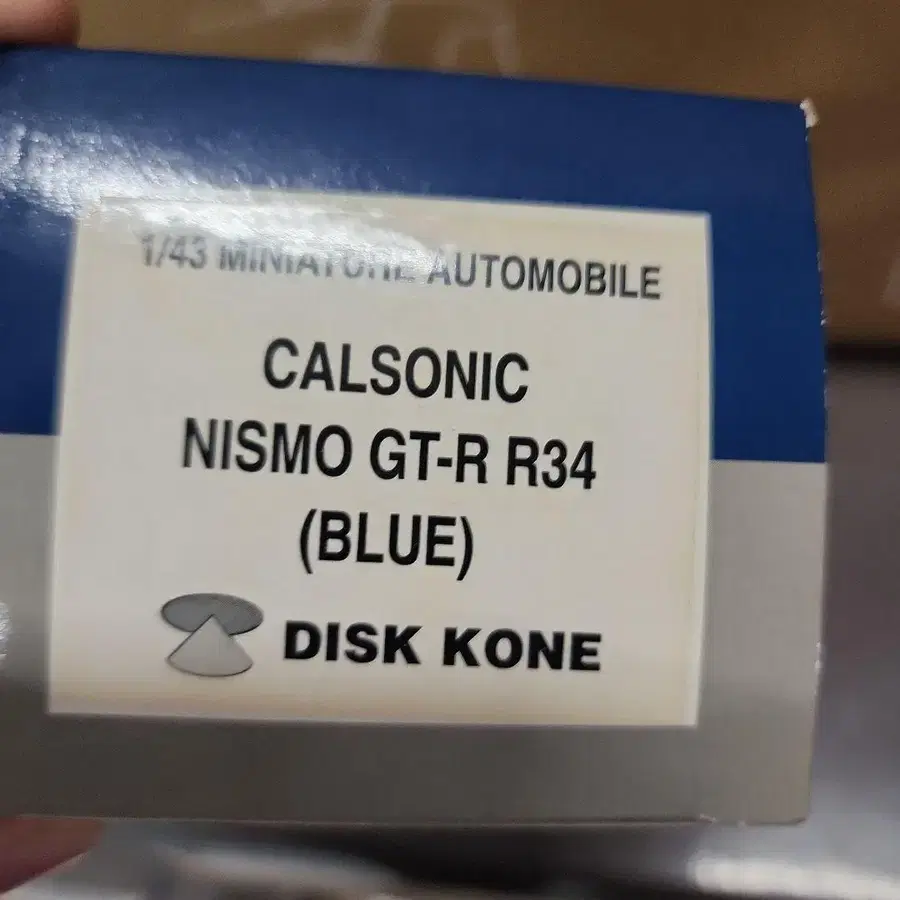 1/43 MINIATURE AUTOMOBILE
CALSONIC
NISMO GT-R R34
(BLUE)
DISK KONE